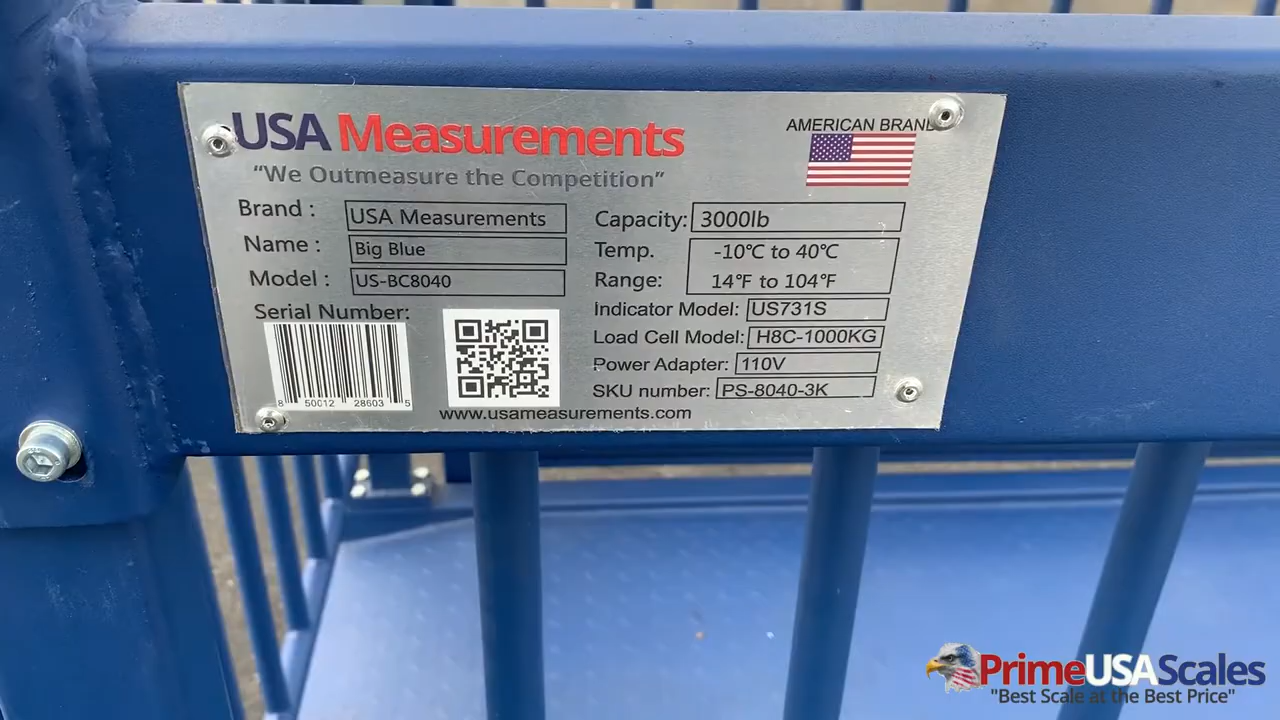 USA Measurements
"We Outmeasure the Competition"
AMERICAN BRAND
Brand : USA Measurements
Name : Big Blue
Model : US-BC8040
Serial Number:
8 50012 28603 5
Capacity: 3000lb
Temp. -10℃ to 40℃
Range: 14℉ to 104℉
Indicator Model: US731S
Load Cell Model: H8C-1000KG
Power Adapter: 110V
SKU number: PS-8040-3K
www.usameasurements.com
PrimeUSAScales
"Best Scale at the Best Price"